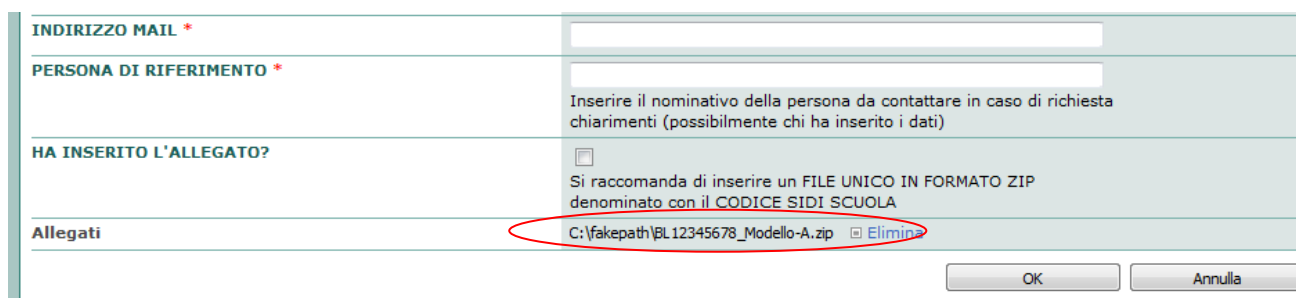 INDIRIZZO MAIL *
PERSONA DI RIFERIMENTO *
Inserire il nominativo della persona da contattare in caso di richiesta
chiarimenti (possibilmente chi ha inserito i dati)
HA INSERITO L'ALLEGATO?
Si raccomanda di inserire un FILE UNICO IN FORMATO ZIP
denominato con il CODICE SIDI SCUOLA
Allegati C:\fakepath\BL12345678_Modello-A.zip Elimina
OK Annulla